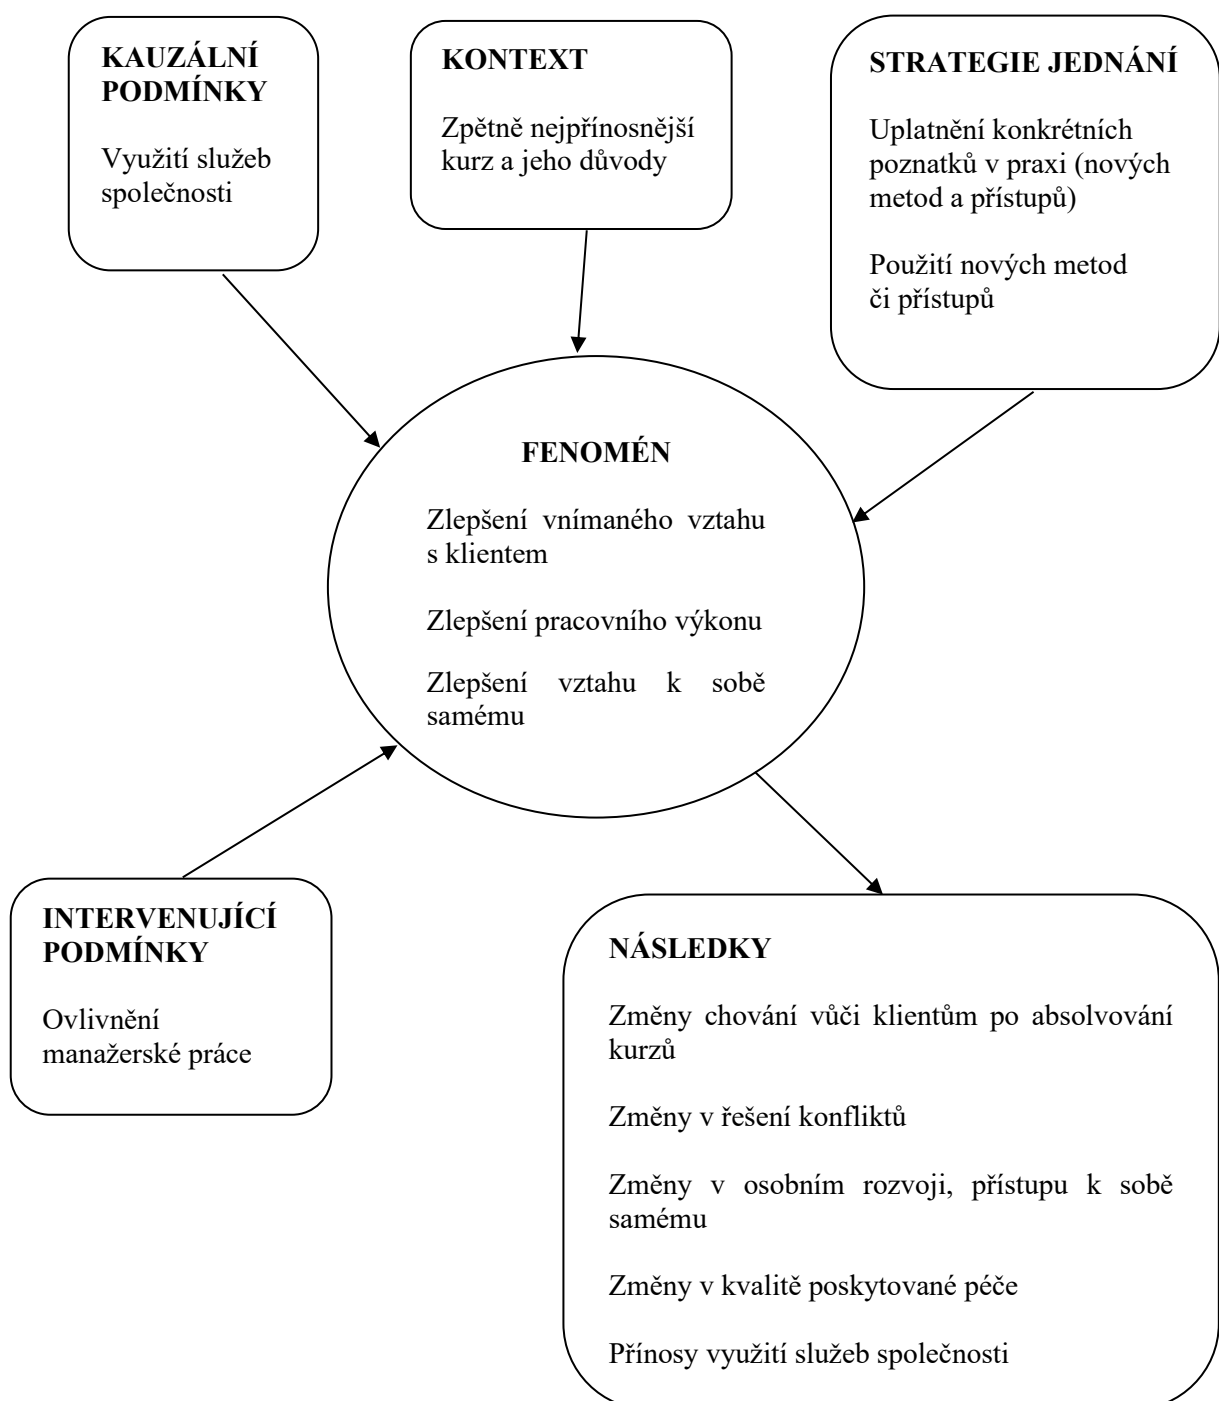 KAUZÁLNÍ
PODMÍNKY
Využití služeb
společnosti
KONTEXT
Zpětně nejpřínosnější
kurz a jeho důvody
STRATEGIE JEDNÁNÍ
Uplatnění konkrétních
poznatků v praxi (nových
metod a přístupů)
Použití nových metod
či přístupů
FENOMÉN
Zlepšení vnímaného vztahu
s klientem
Zlepšení pracovního výkonu
Zlepšení vztahu k sobě
samému
INTERVENUJÍCÍ
PODMÍNKY
Ovlivnění
manažerské práce
NÁSLEDKY
Změny chování vůči klientům po absolvování
kurzů
Změny v řešení konfliktů
Změny v osobním rozvoji, přístupu k sobě
samému
Změny v kvalitě poskytované péče
Přínosy využití služeb společnosti